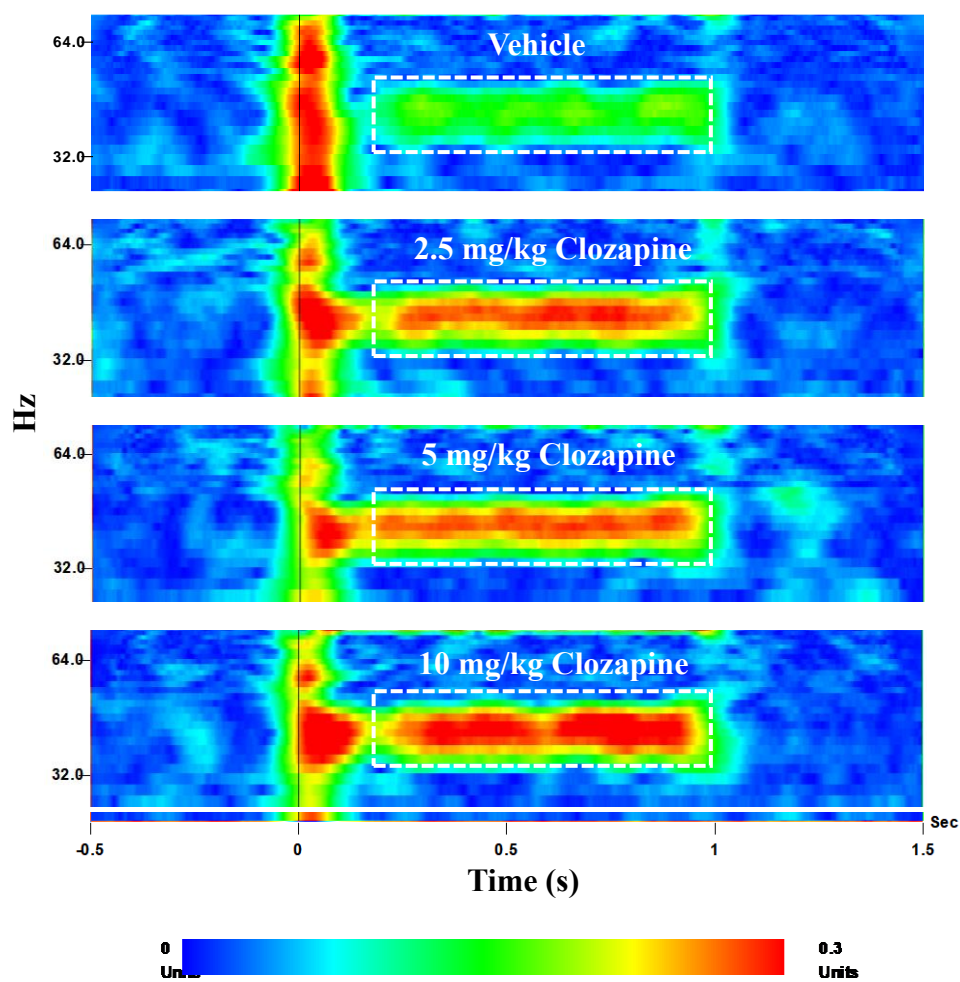 64.0
Vehicle
32.0
64.0
2.5 mg/kg Clozapine
32.0
Hz
64.0
5 mg/kg Clozapine
32.0
64.0
10 mg/kg Clozapine
32.0
Sec
-0.5 0 0.5 1 1.5
Time (s)
0 0.3
Units Units